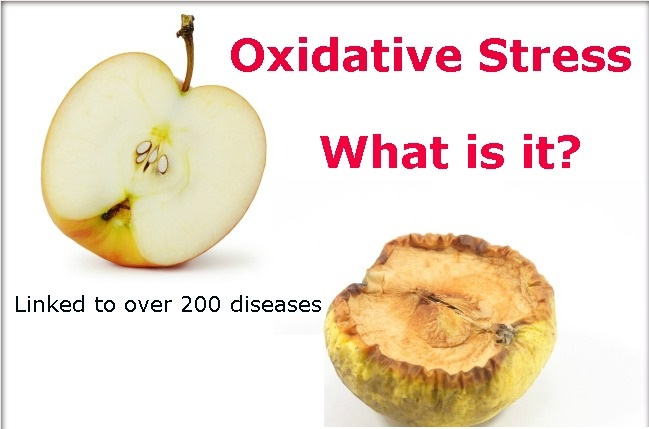 Oxidative Stress
What is it?
Linked to over 200 diseases